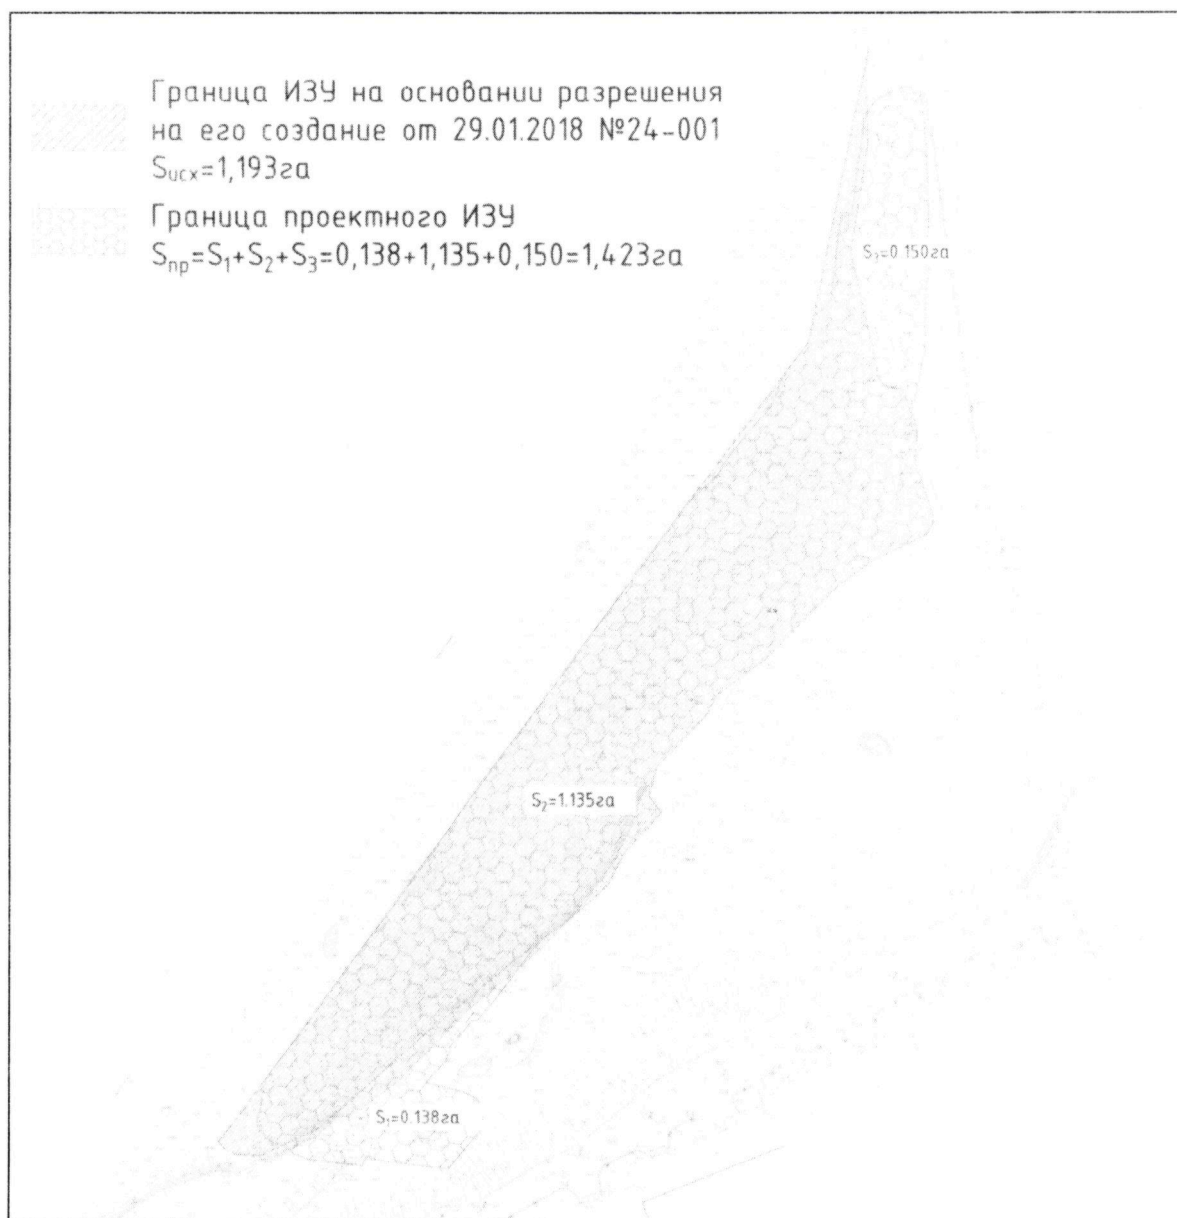 Граница ИЗУ на основании разрешения
на его создание от 29.01.2018 №24-001
Sисх=1,193га
Граница проектного ИЗУ
Sпр=S₁+S₂+S₃=0,138+1,135+0,150=1,423га
S₃=0.150га
S₂=1.135га
S₁=0.138га